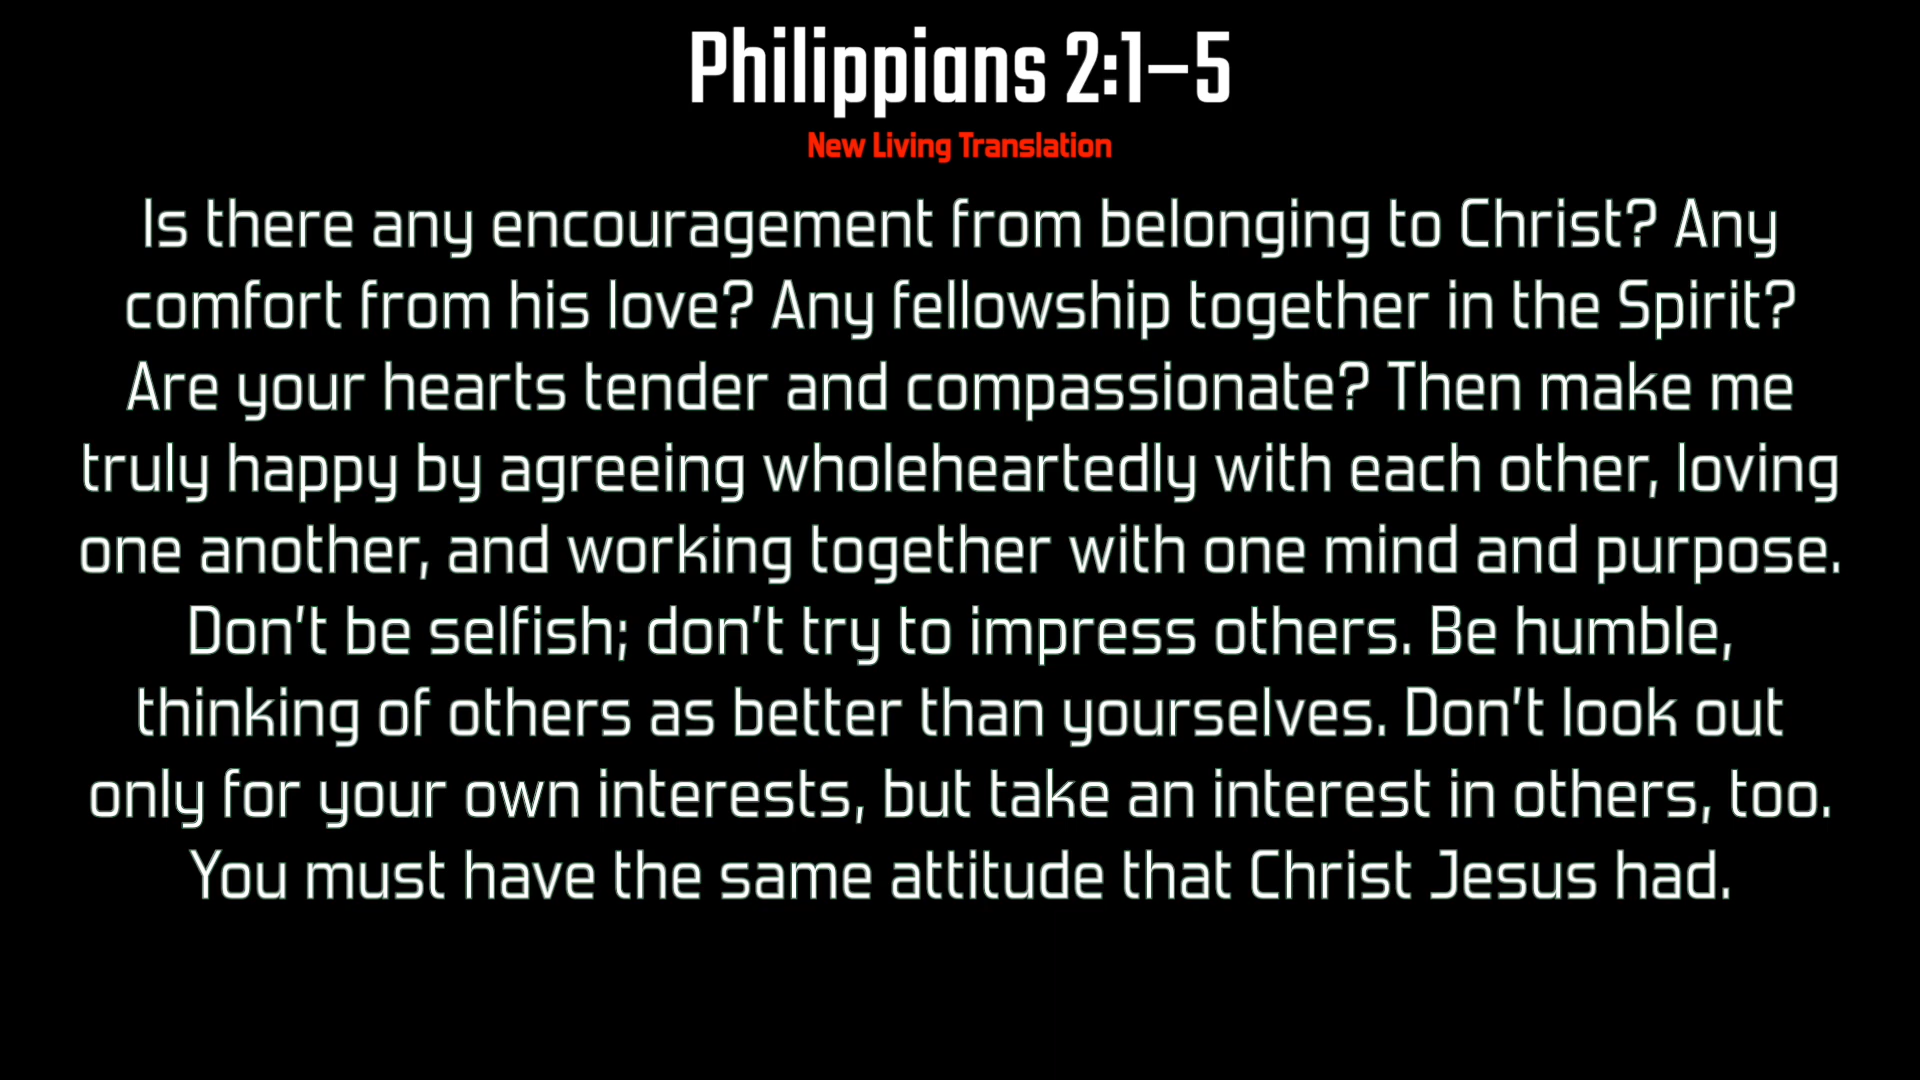 Philippians 2:1–5
New Living Translation
Is there any encouragement from belonging to Christ? Any
comfort from his love? Any fellowship together in the Spirit?
Are your hearts tender and compassionate? Then make me
truly happy by agreeing wholeheartedly with each other, loving
one another, and working together with one mind and purpose.
Don’t be selfish; don’t try to impress others. Be humble,
thinking of others as better than yourselves. Don’t look out
only for your own interests, but take an interest in others, too.
You must have the same attitude that Christ Jesus had.